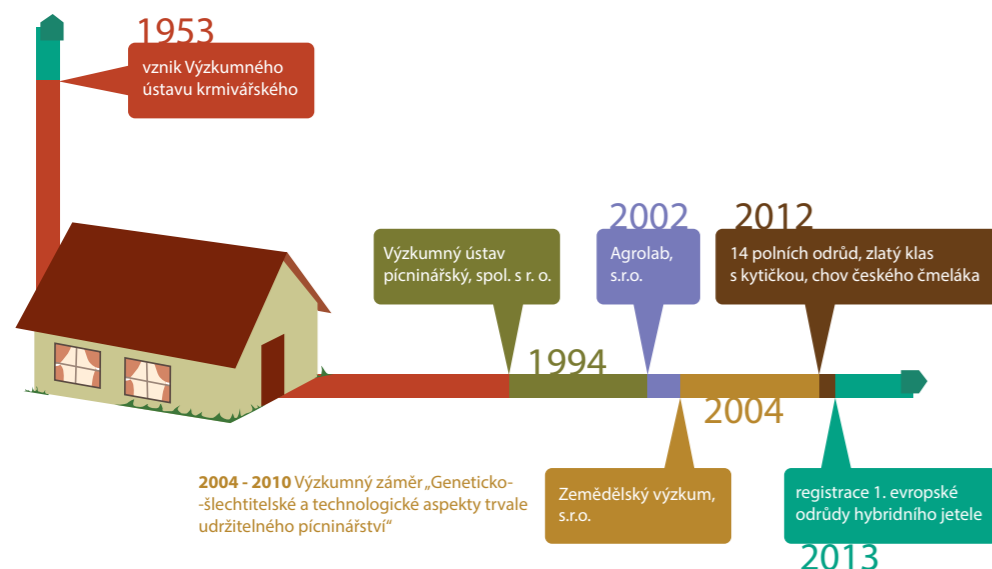 1953
vznik Výzkumného
ústavu krmivářského
Výzkumný ústav
pícninářský, spol. s r. o.
1994
2002
Agrolab,
s.r.o.
2012
14 polních odrůd, zlatý klas
s kytičkou, chov českého čmeláka
2004
Zemědělský výzkum,
s.r.o.
2004 - 2010 Výzkumný záměr „Geneticko-
-šlechtitelské a technologické aspekty trvale
udržitelného pícninářství“
registrace 1. evropské
odrůdy hybridního jetele
2013